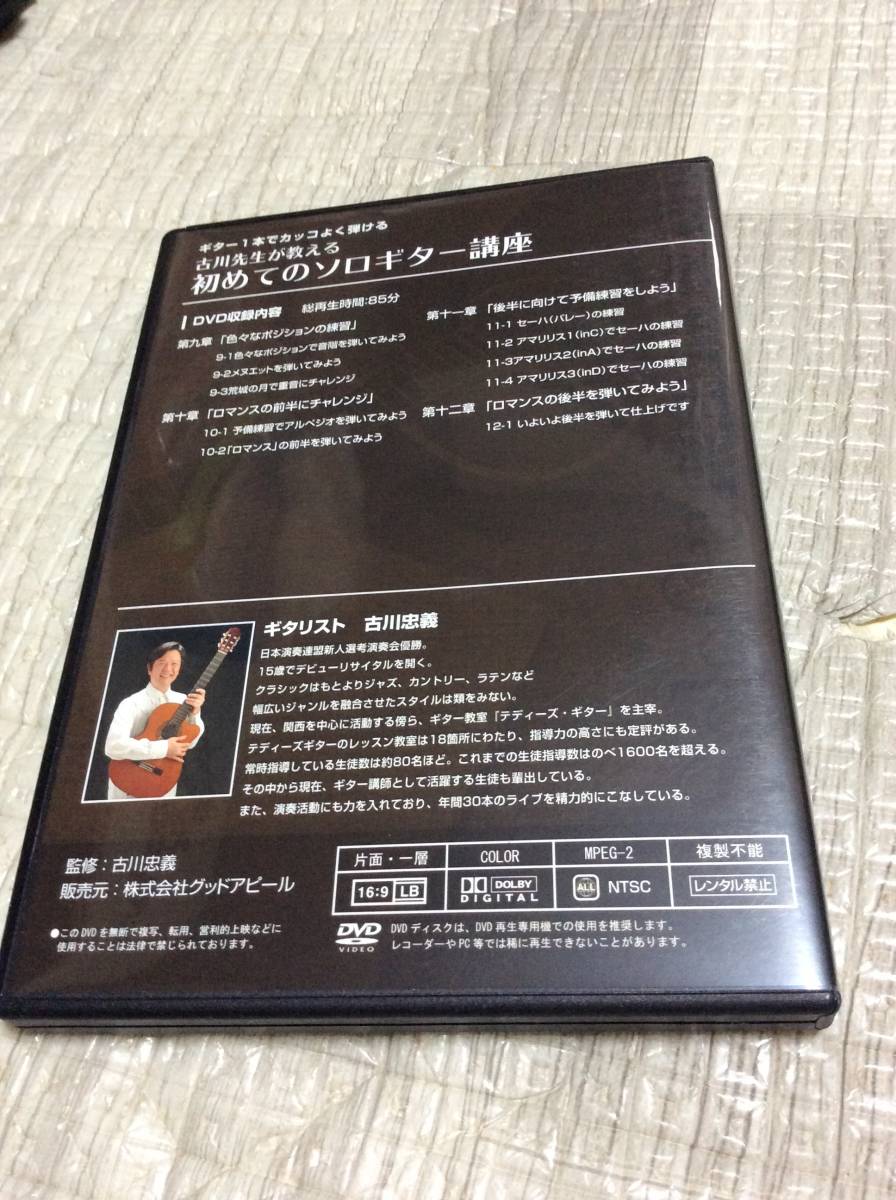 ギター1本でカッコよく弾ける
古川先生が教える
初めてのソロギター講座
DVD収録内容 総再生時間:85分
第九章「色々なポジションの練習」
9-1色々なポジションで音階を弾いてみよう
9-2メヌエットを弾いてみよう
9-3荒城の月で重音にチャレンジ
第十章「ロマンスの前半にチャレンジ」
10-1 予備練習でアルペジオを弾いてみよう
10-2「ロマンス」の前半を弾いてみよう
第十一章「後半に向けて予備練習をしよう」
11-1 セーハ(バレー)の練習
11-2 アマリリス1(inC)でセーハの練習
11-3アマリリス2(inA)でセーハの練習
11-4 アマリリス3(inD)でセーハの練習
第十二章「ロマンスの後半を弾いてみよう」
12-1 いよいよ後半を弾いて仕上げです
ギタリスト 古川忠義
日本演奏連盟新人選考演奏会優勝。
15歳でデビューリサイタルを開く。
クラシックはもとよりジャズ、カントリー、ラテンなど
幅広いジャンルを融合させたスタイルは類をみない。
現在、関西を中心に活動する傍ら、ギター教室『テディーズ・ギター』を主宰。
テディーズギターのレッスン教室は18箇所にわたり、指導力の高さにも定評がある。
常時指導している生徒数は約80名ほど。これまでの生徒指導数はのべ1600名を超える。
その中から現在、ギター講師として活躍する生徒も輩出している。
また、演奏活動にも力を入れており、年間30本のライブを精力的にこなしている。
監修:古川忠義
販売元:株式会社グッドアピール
●このDVDを無断で複写、転用、営利的上映などに
使用することは法律で禁じられております。
片面・一層 COLOR MPEG-2 複製不能
16:9 LB DOLBY DIGITAL ALL NTSC レンタル禁止
DVD VIDEO
DVDディスクは、DVD再生専用機での使用を推奨します。
レコーダーやPC等では稀に再生できないことがあります。